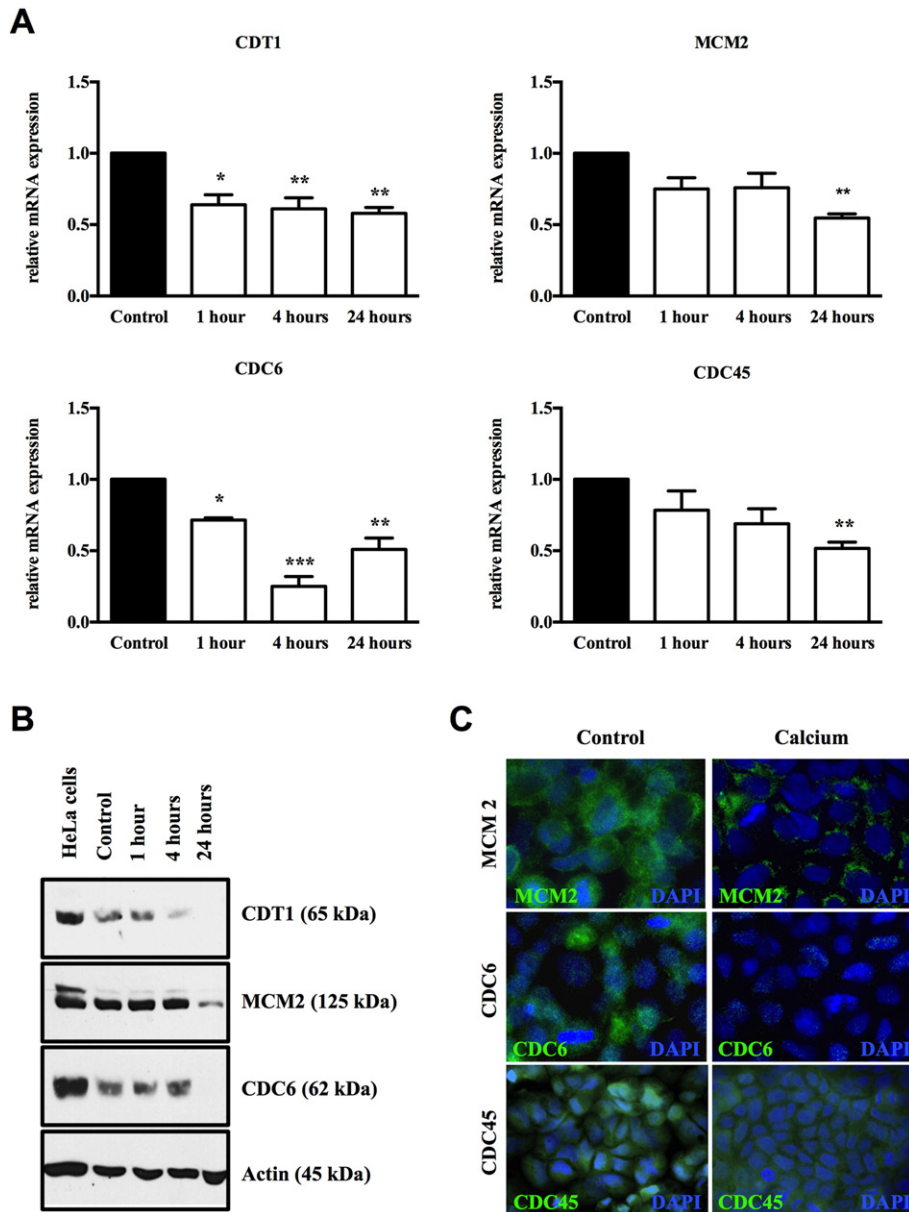 A
CDT1
relative mRNA expression
1.5
1.0
0.5
0.0
*
**
**
Control 1 hour 4 hours 24 hours
MCM2
relative mRNA expression
1.5
1.0
0.5
0.0
**
Control 1 hour 4 hours 24 hours
CDC6
relative mRNA expression
1.5
1.0
0.5
0.0
*
***
**
Control 1 hour 4 hours 24 hours
CDC45
relative mRNA expression
1.5
1.0
0.5
0.0
**
Control 1 hour 4 hours 24 hours
B
HeLa cells
Control
1 hour
4 hours
24 hours
CDT1 (65 kDa)
MCM2 (125 kDa)
CDC6 (62 kDa)
Actin (45 kDa)
C
Control Calcium
MCM 2
MCM2 DAPI MCM2 DAPI
CDC6
CDC6 DAPI CDC6 DAPI
CDC45
CDC45 DAPI CDC45 DAPI